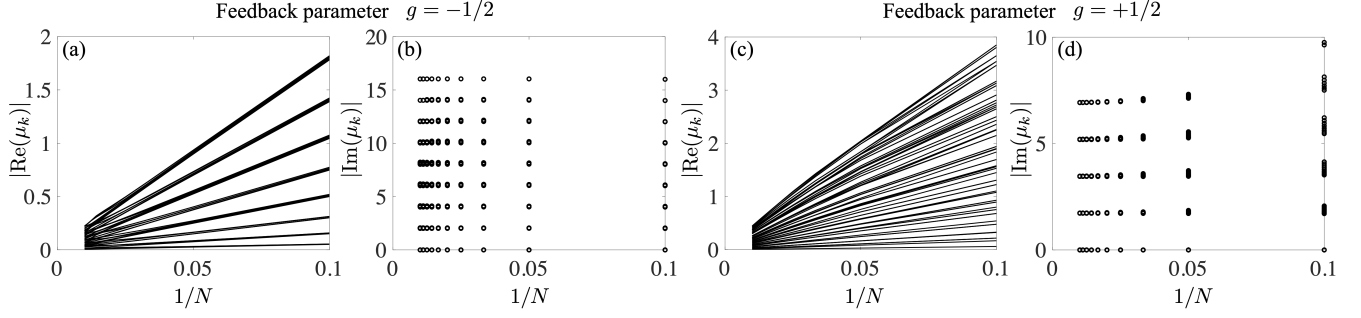 Feedback parameter g = −1/2
Feedback parameter g = +1/2
(a)
|Re(μₖ)|
2
1.5
1
0.5
0
0 0.05 0.1
1/N
(b)
|Im(μₖ)|
20
15
10
5
0
0 0.05 0.1
1/N
(c)
|Re(μₖ)|
4
3
2
1
0
0 0.05 0.1
1/N
(d)
|Im(μₖ)|
10
5
0
0 0.05 0.1
1/N